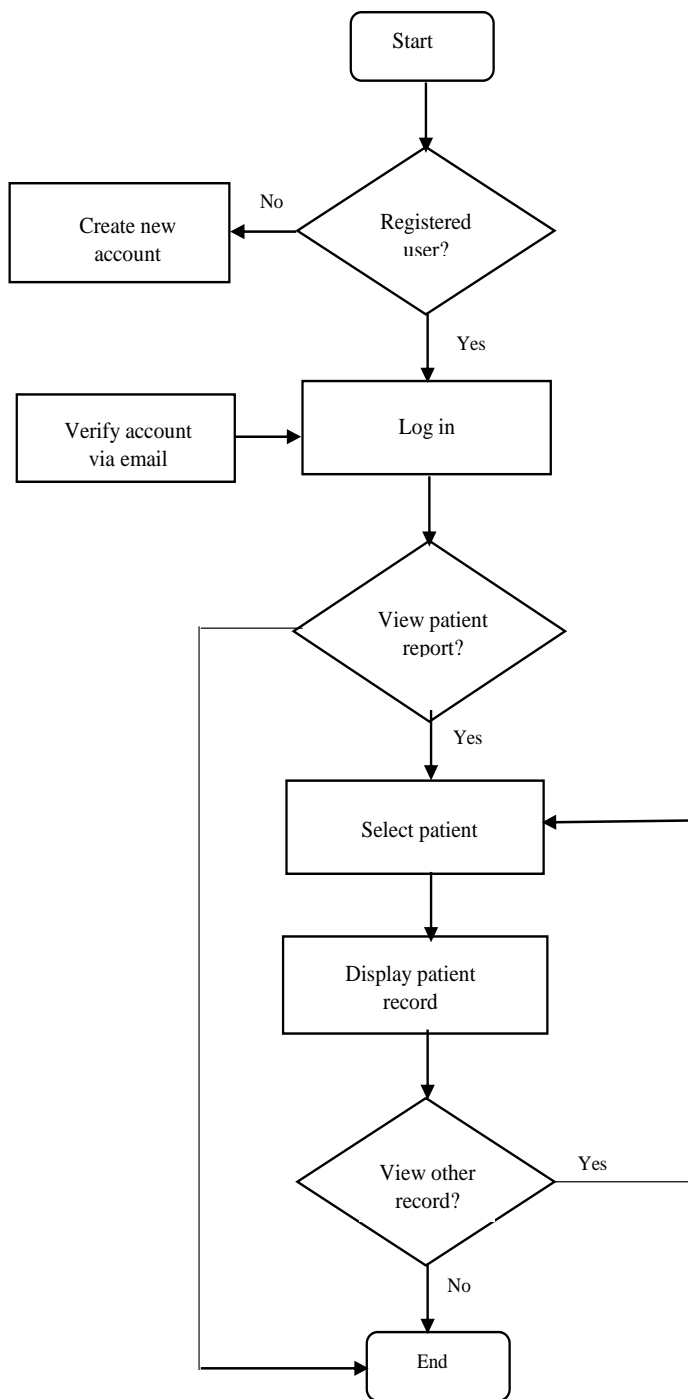 Start
No
Create new
account
Registered
user?
Yes
Verify account
via email
Log in
View patient
report?
Yes
Select patient
Display patient
record
View other
record?
Yes
No
End